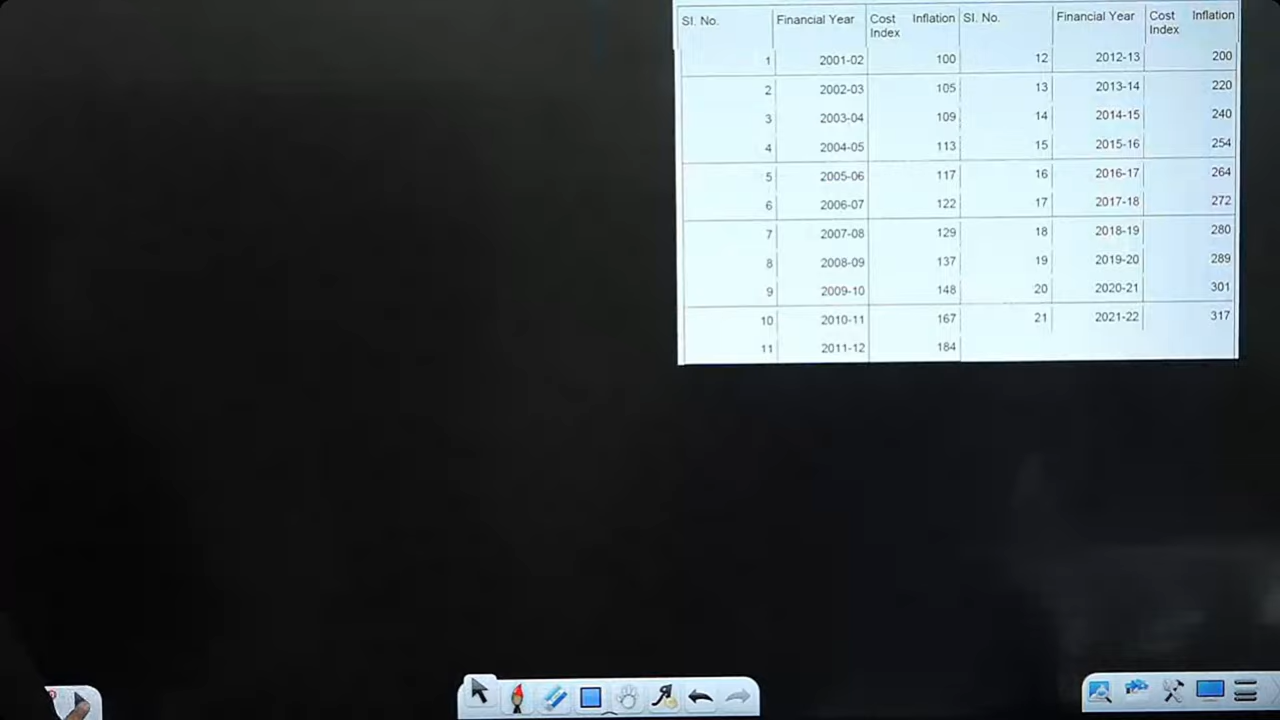 SI. No. Financial Year Cost Inflation Index SI. No. Financial Year Cost Inflation Index
1 2001-02 100 12 2012-13 200
2 2002-03 105 13 2013-14 220
3 2003-04 109 14 2014-15 240
4 2004-05 113 15 2015-16 254
5 2005-06 117 16 2016-17 264
6 2006-07 122 17 2017-18 272
7 2007-08 129 18 2018-19 280
8 2008-09 137 19 2019-20 289
9 2009-10 148 20 2020-21 301
10 2010-11 167 21 2021-22 317
11 2011-12 184